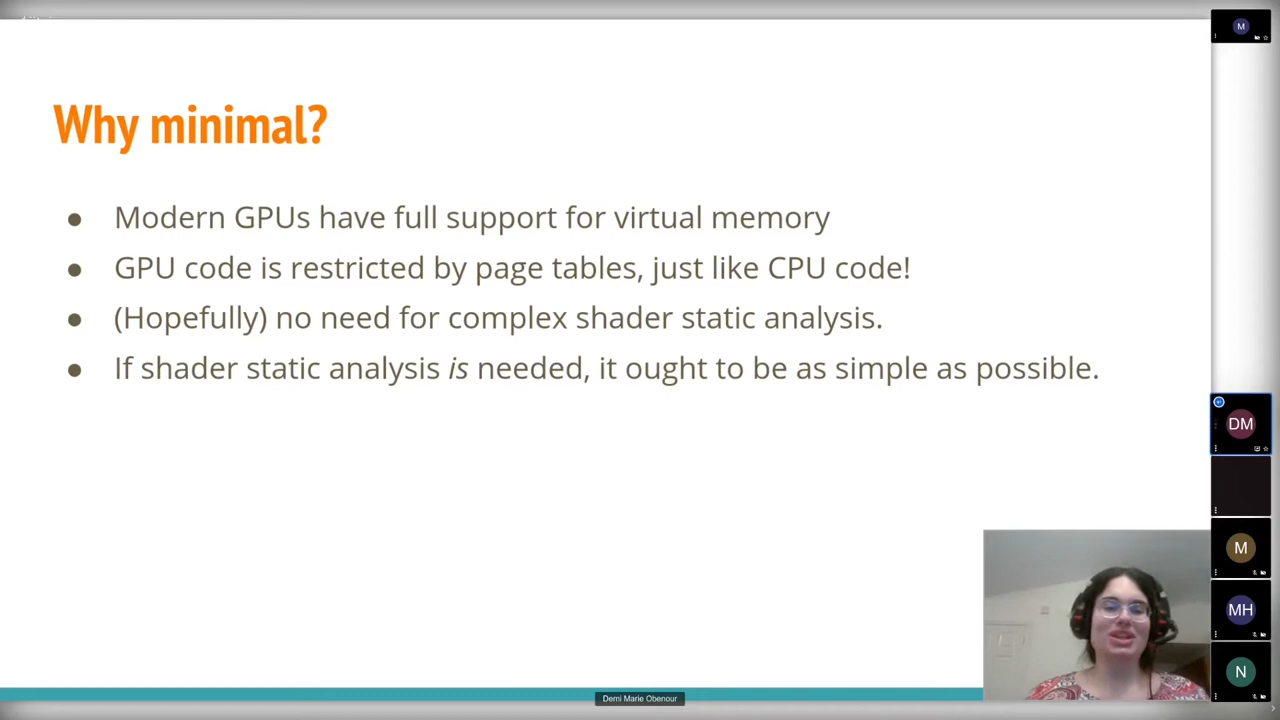 Why minimal?
● Modern GPUs have full support for virtual memory
● GPU code is restricted by page tables, just like CPU code!
● (Hopefully) no need for complex shader static analysis.
● If shader static analysis is needed, it ought to be as simple as possible.
M
DM
M
MH
N
Demi Marie Obenour